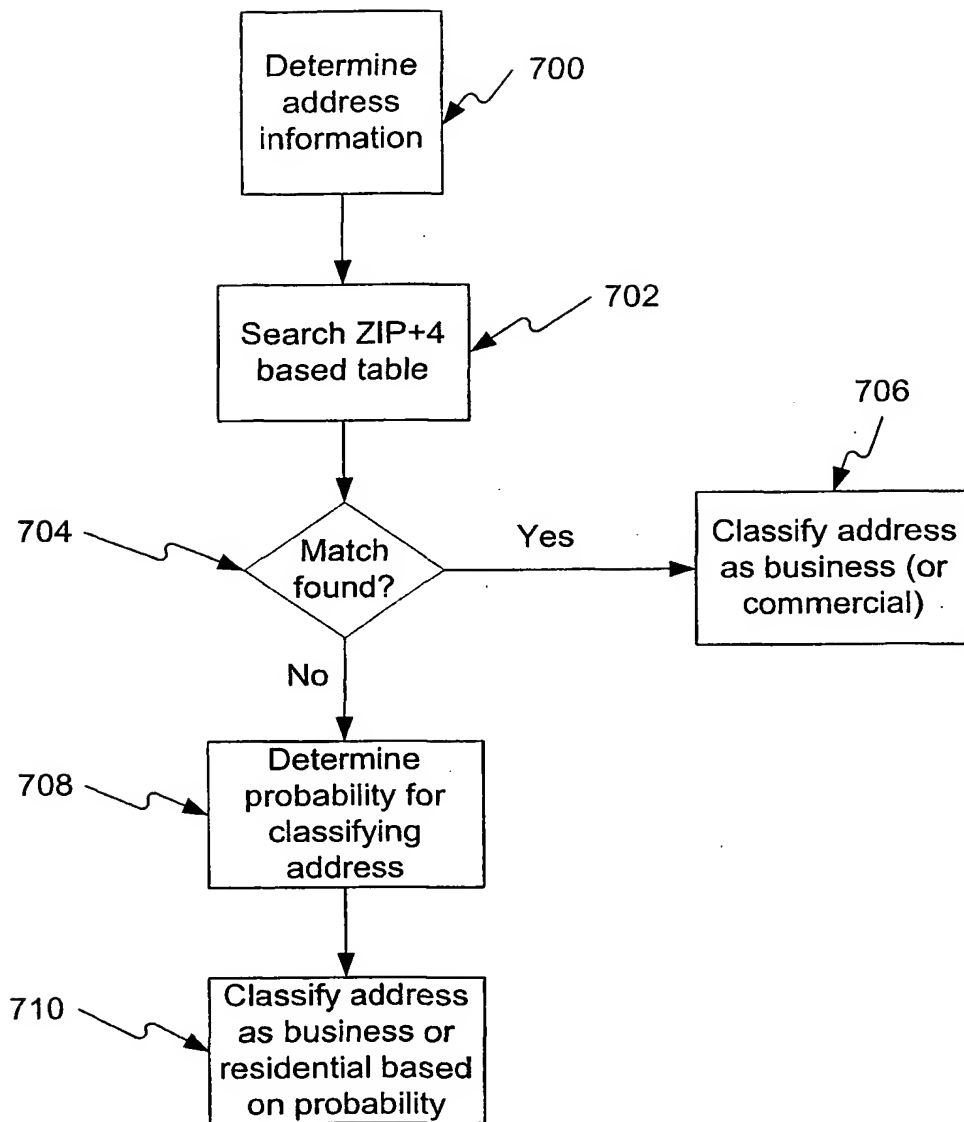 Determine
address
information
700
Search ZIP+4
based table
702
706
704
Match
found?
Yes
Classify address
as business (or
commercial)
No
708
Determine
probability for
classifying
address
710
Classify address
as business or
residential based
on probability